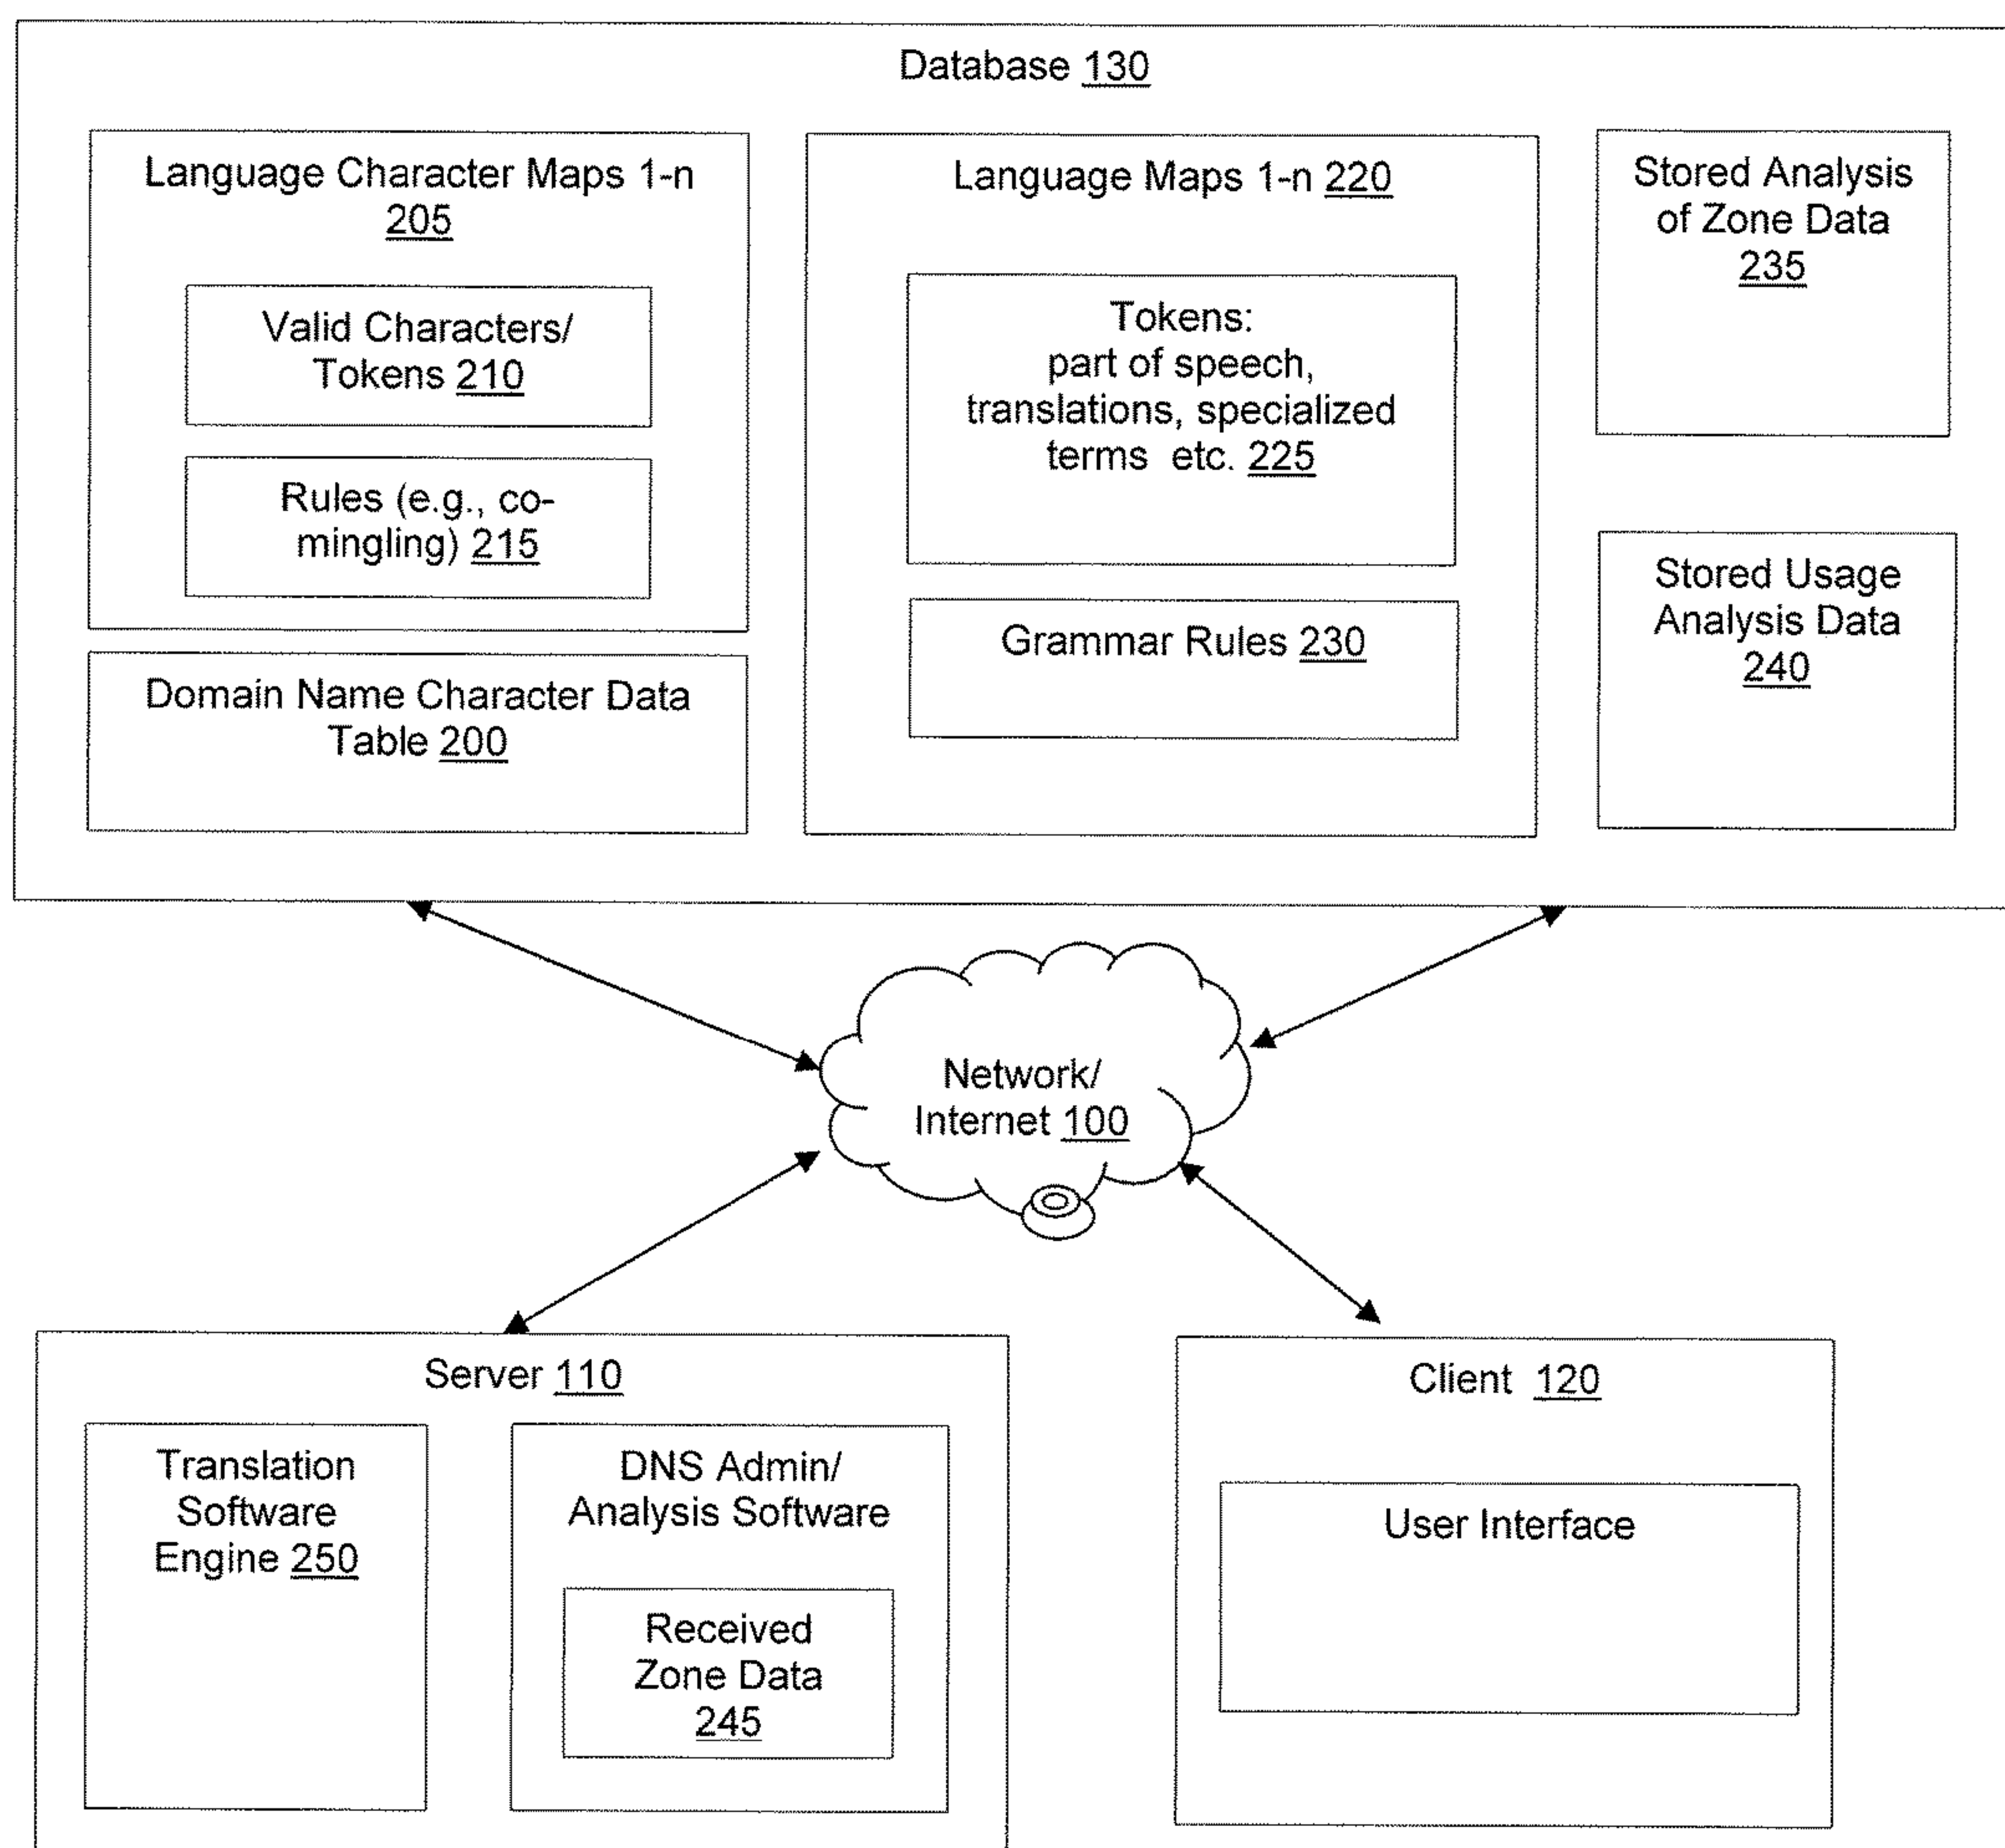 Database 130
Language Character Maps 1-n
205
Valid Characters/
Tokens 210
Rules (e.g., co-
mingling) 215
Domain Name Character Data
Table 200
Language Maps 1-n 220
Tokens:
part of speech,
translations, specialized
terms etc. 225
Grammar Rules 230
Stored Analysis
of Zone Data
235
Stored Usage
Analysis Data
240
Network/
Internet 100
Server 110
Translation
Software
Engine 250
DNS Admin/
Analysis Software
Received
Zone Data
245
Client 120
User Interface